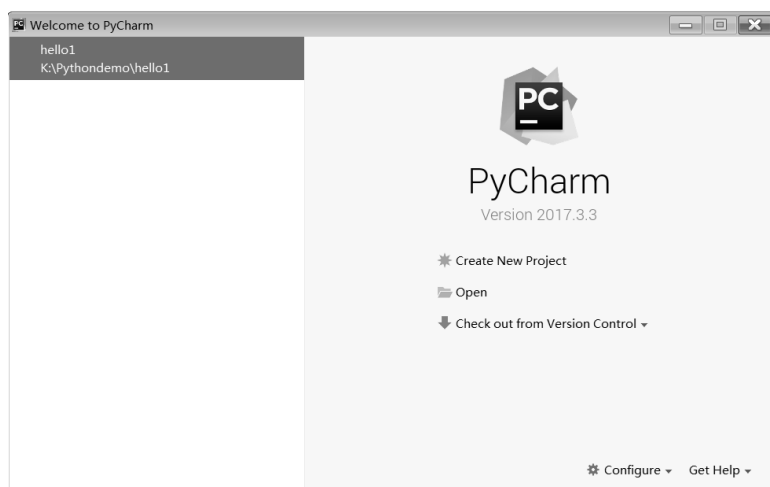 PC Welcome to PyCharm
hello1
K:\Pythondemo\hello1
PC
PyCharm
Version 2017.3.3
Create New Project
Open
Check out from Version Control
Configure
Get Help